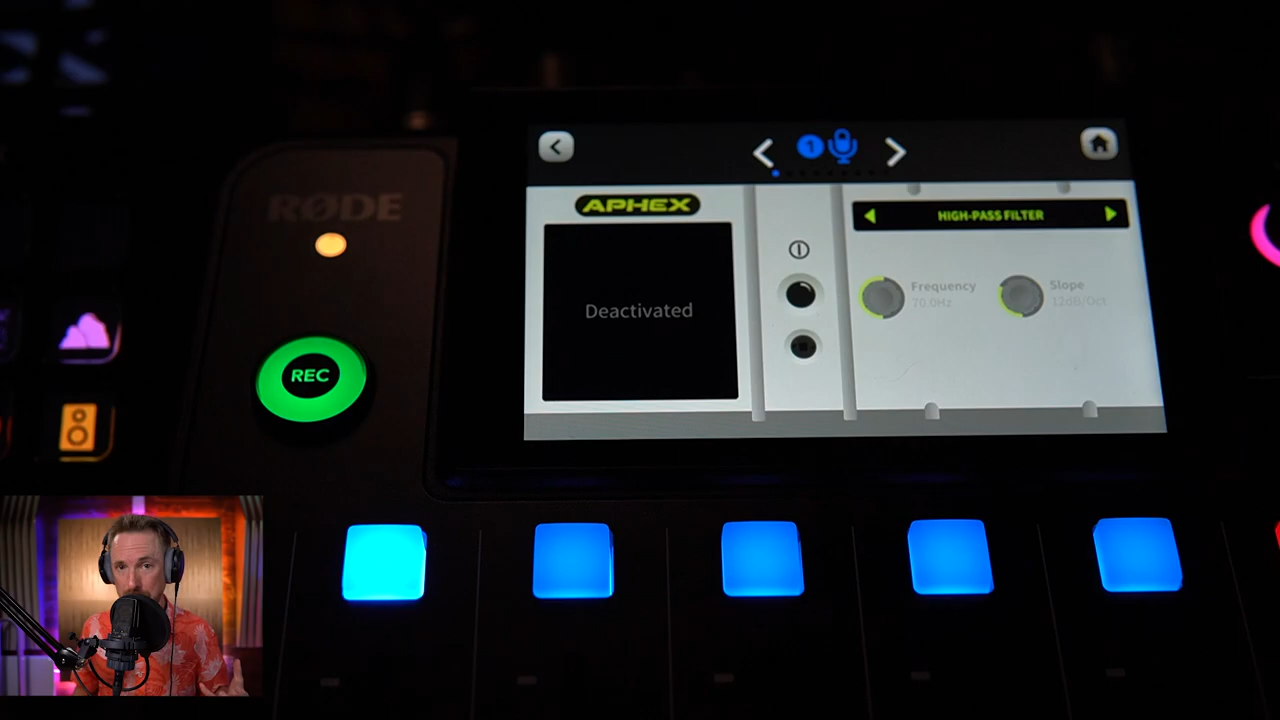 1
RØDE
APHEX
HIGH-PASS FILTER
Deactivated
Frequency
70.0Hz
Slope
12dB/Oct
REC